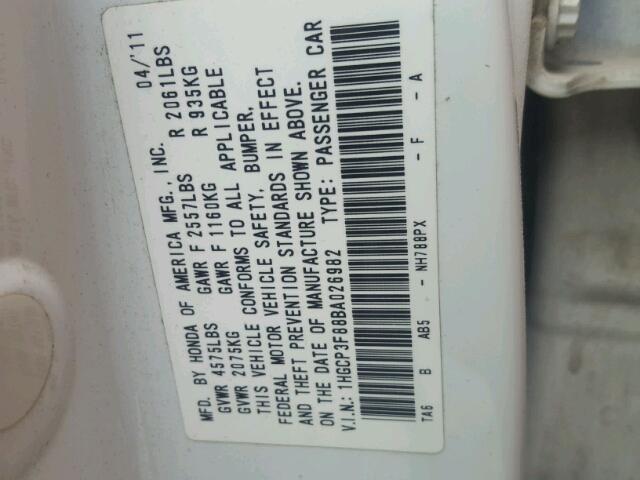 MFD. BY HONDA OF AMERICA MFG., INC. 04/'11
GVWR 4575LBS GAWR F 2557LBS R 2061LBS
GVWR 2075KG GAWR F 1160KG R 935KG
THIS VEHICLE CONFORMS TO ALL APPLICABLE
FEDERAL MOTOR VEHICLE SAFETY, BUMPER,
AND THEFT PREVENTION STANDARDS IN EFFECT
ON THE DATE OF MANUFACTURE SHOWN ABOVE.
V.I.N.: 1HGCP3F88BA026982 TYPE: PASSENGER CAR
TA6 B AB5 - NH788PX - F - A